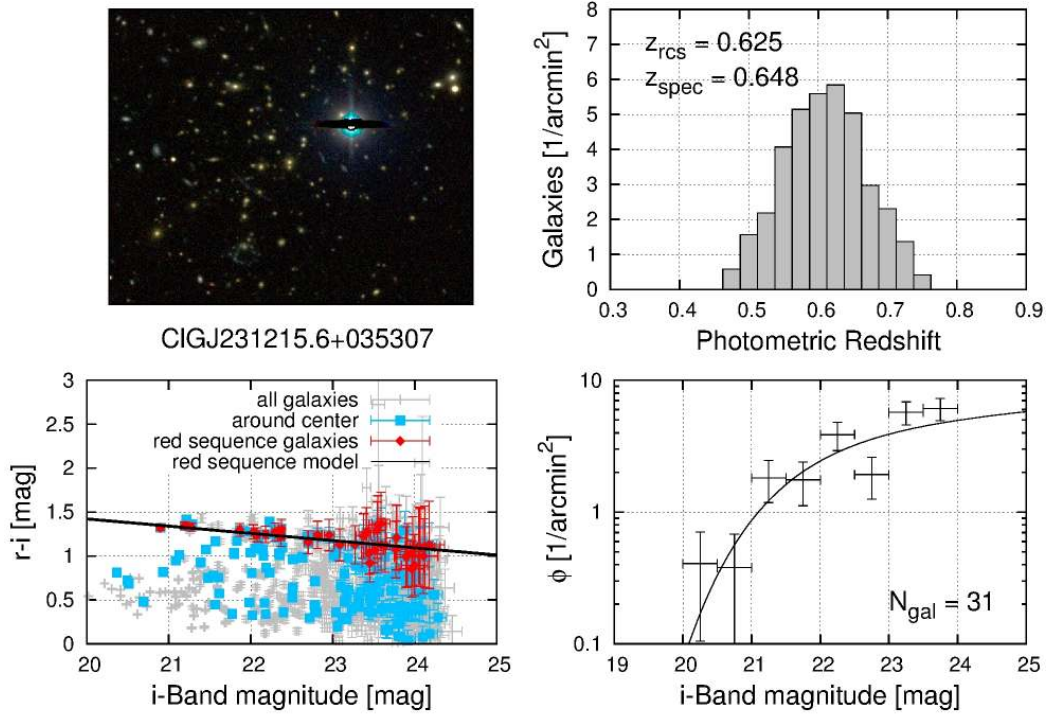 ClGJ231215.6+035307
8
7
6
5
4
3
2
1
0
Galaxies [1/arcmin²]
z_rcs = 0.625
z_spec = 0.648
0.3 0.4 0.5 0.6 0.7 0.8 0.9
Photometric Redshift
3
2.5
2
1.5
1
0.5
0
r-i [mag]
all galaxies
around center
red sequence galaxies
red sequence model
20 21 22 23 24 25
i-Band magnitude [mag]
10
1
0.1
ϕ [1/arcmin²]
N_gal = 31
19 20 21 22 23 24 25
i-Band magnitude [mag]